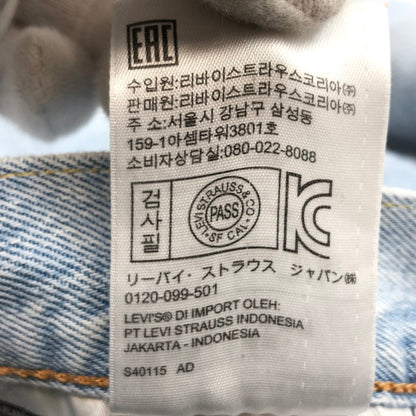 EAC
수입원:리바이스트라우스코리아㈜
판매원:리바이스트라우스코리아㈜
주 소:서울시 강남구 삼성동
159-1아셈타워3801호
소비자상담실:080-022-8088
검사필
LEVI STRAUSS & CO.
PASS
SF CAL
KC
リーバイ・ストラウス ジャパン㈱
0120-099-501
LEVI'S® DI IMPORT OLEH:
PT LEVI STRAUSS INDONESIA
JAKARTA - INDONESIA
S40115 AD